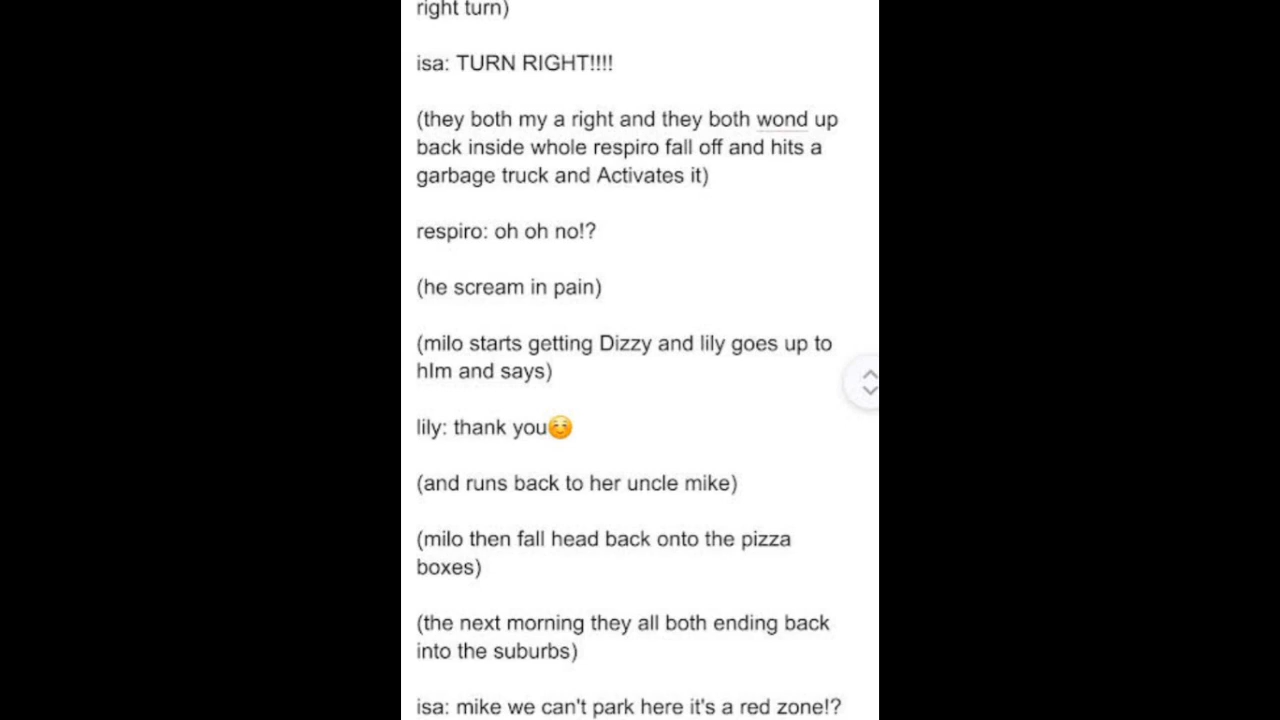 right turn)
isa: TURN RIGHT!!!!
(they both my a right and they both wond up
back inside whole respiro fall off and hits a
garbage truck and Activates it)
respiro: oh oh no!?
(he scream in pain)
(milo starts getting Dizzy and lily goes up to
hIm and says)
lily: thank you☺️
(and runs back to her uncle mike)
(milo then fall head back onto the pizza
boxes)
(the next morning they all both ending back
into the suburbs)
isa: mike we can't park here it's a red zone!?